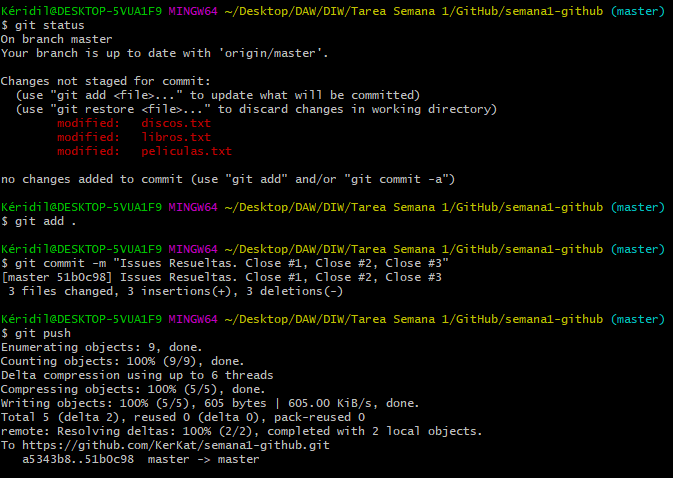 Kéridil@DESKTOP-5VUA1F9 MINGW64 ~/Desktop/DAW/DIW/Tarea Semana 1/GitHub/semana1-github (master)
$ git status
On branch master
Your branch is up to date with 'origin/master'.
Changes not staged for commit:
(use "git add <file>..." to update what will be committed)
(use "git restore <file>..." to discard changes in working directory)
modified: discos.txt
modified: libros.txt
modified: peliculas.txt
no changes added to commit (use "git add" and/or "git commit -a")
Kéridil@DESKTOP-5VUA1F9 MINGW64 ~/Desktop/DAW/DIW/Tarea Semana 1/GitHub/semana1-github (master)
$ git add .
Kéridil@DESKTOP-5VUA1F9 MINGW64 ~/Desktop/DAW/DIW/Tarea Semana 1/GitHub/semana1-github (master)
$ git commit -m "Issues Resueltas. Close #1, Close #2, Close #3"
[master 51b0c98] Issues Resueltas. Close #1, Close #2, Close #3
3 files changed, 3 insertions(+), 3 deletions(-)
Kéridil@DESKTOP-5VUA1F9 MINGW64 ~/Desktop/DAW/DIW/Tarea Semana 1/GitHub/semana1-github (master)
$ git push
Enumerating objects: 9, done.
Counting objects: 100% (9/9), done.
Delta compression using up to 6 threads
Compressing objects: 100% (5/5), done.
Writing objects: 100% (5/5), 605 bytes | 605.00 KiB/s, done.
Total 5 (delta 2), reused 0 (delta 0), pack-reused 0
remote: Resolving deltas: 100% (2/2), completed with 2 local objects.
To https://github.com/KerKat/semana1-github.git
a5343b8..51b0c98 master -> master